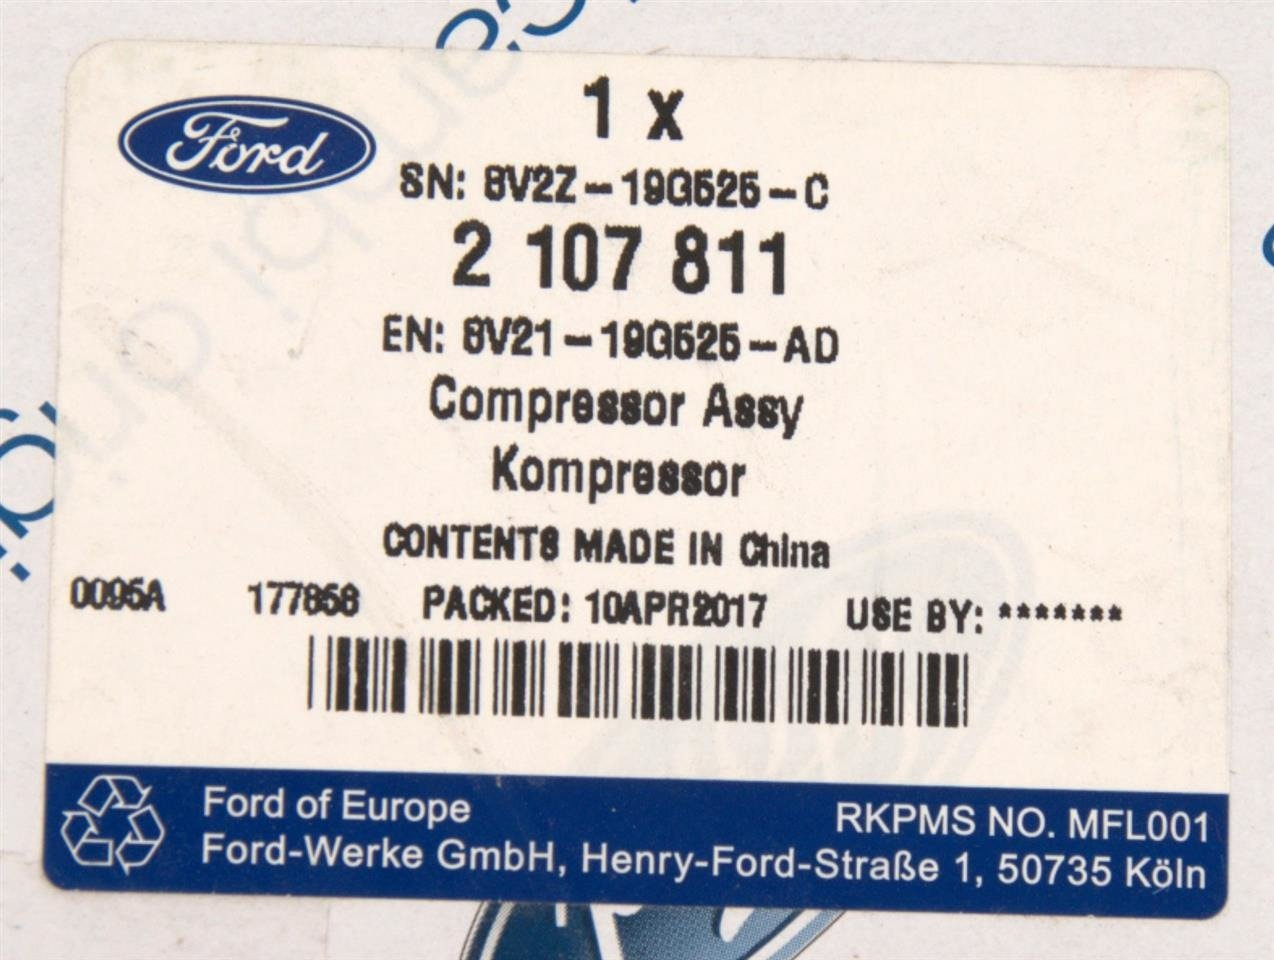 Ford
1 x
SN: 8V2Z-19G525-C
2 107 811
EN: 8V21-19G525-AD
Compressor Assy
Kompressor
CONTENTS MADE IN China
0095A 177858 PACKED: 10APR2017 USE BY: *******
Ford of Europe RKPMS NO. MFL001
Ford-Werke GmbH, Henry-Ford-Straße 1, 50735 Köln